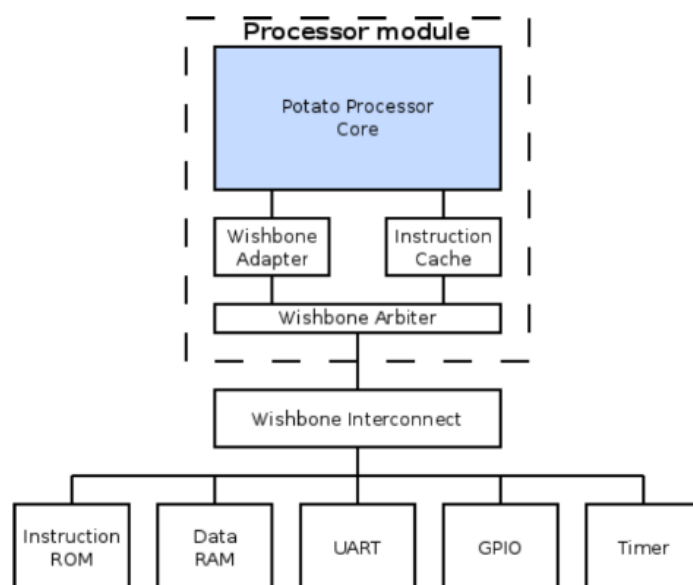 Processor module
Potato Processor
Core
Wishbone
Adapter
Instruction
Cache
Wishbone Arbiter
Wishbone Interconnect
Instruction
ROM
Data
RAM
UART
GPIO
Timer